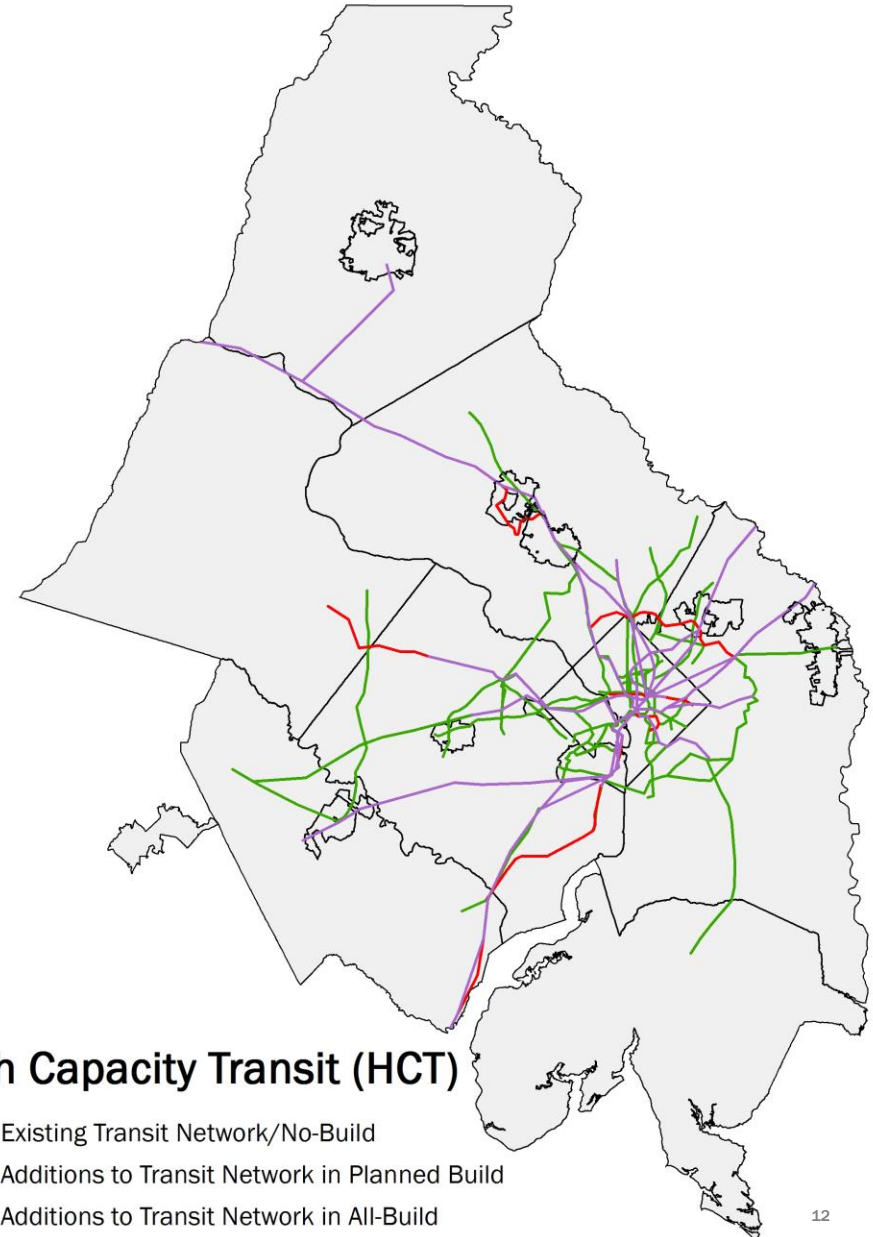 h Capacity Transit (HCT)
Existing Transit Network/No-Build
Additions to Transit Network in Planned Build
Additions to Transit Network in All-Build
12